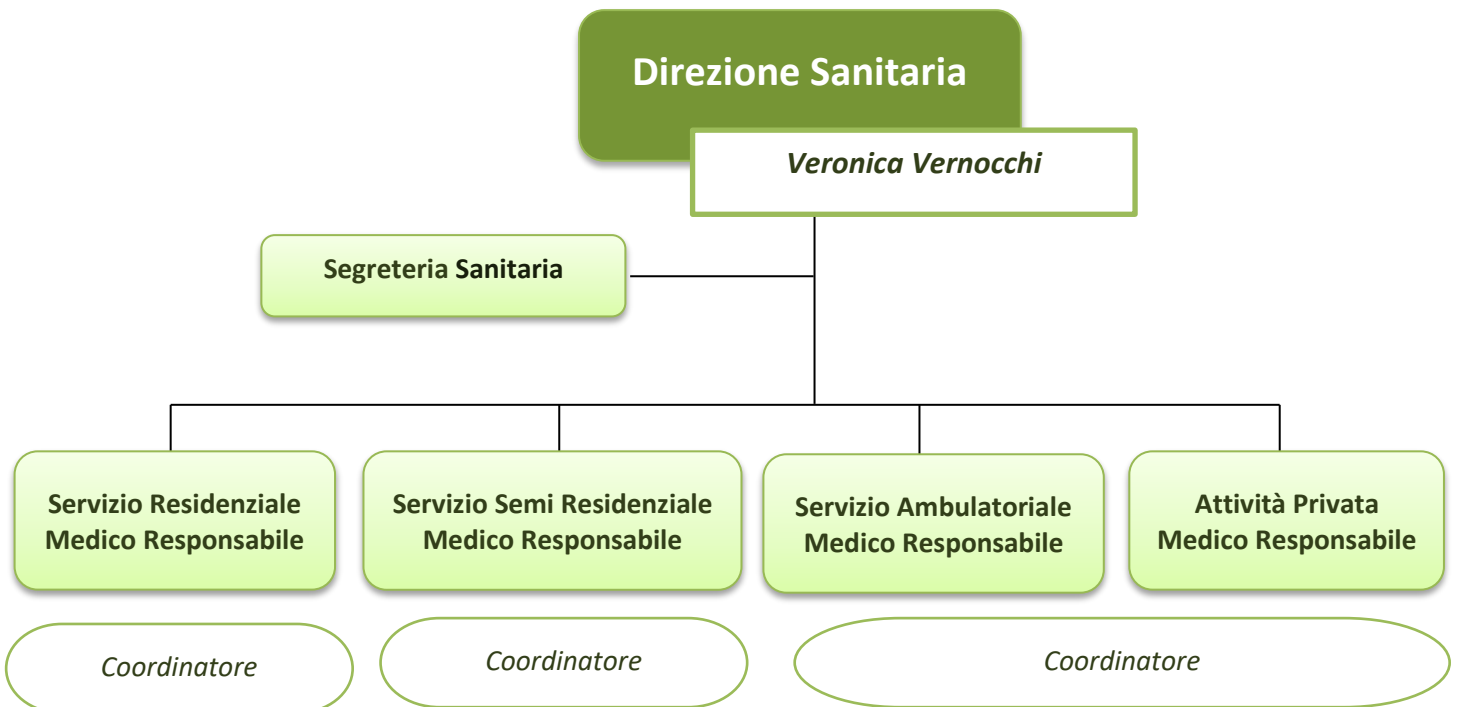 Direzione Sanitaria
Veronica Vernocchi
Segreteria Sanitaria
Servizio Residenziale
Medico Responsabile
Servizio Semi Residenziale
Medico Responsabile
Servizio Ambulatoriale
Medico Responsabile
Attività Privata
Medico Responsabile
Coordinatore
Coordinatore
Coordinatore